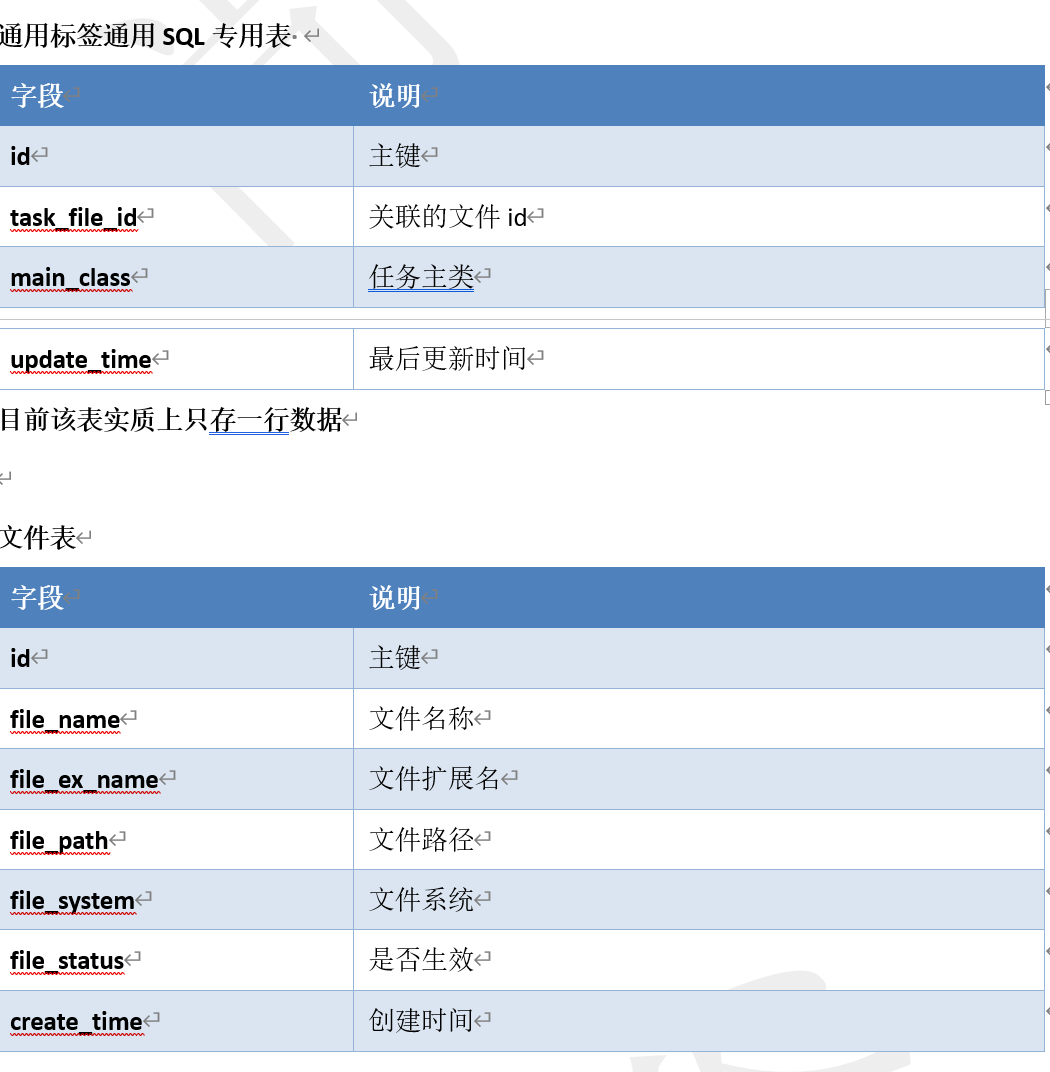 通用标签通用 SQL 专用表
字段 说明
id 主键
task_file_id 关联的文件 id
main_class 任务主类
update_time 最后更新时间
目前该表实质上只存一行数据
文件表
字段 说明
id 主键
file_name 文件名称
file_ex_name 文件扩展名
file_path 文件路径
file_system 文件系统
file_status 是否生效
create_time 创建时间